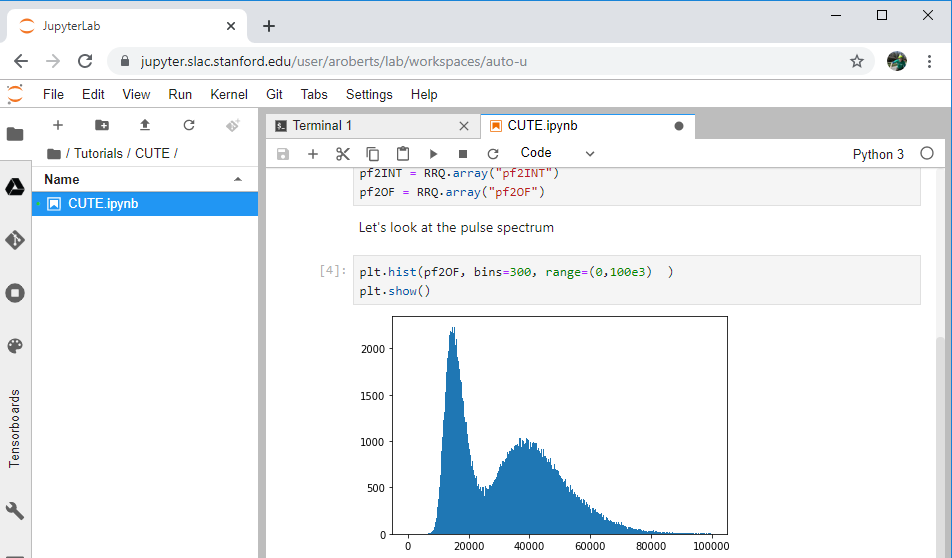 JupyterLab
jupyter.slac.stanford.edu/user/aroberts/lab/workspaces/auto-u
File Edit View Run Kernel Git Tabs Settings Help
Terminal 1
CUTE.ipynb
/ Tutorials / CUTE /
Code
Python 3
Name
CUTE.ipynb
Tensorboards
pf2INT = RRQ.array("pf2INT")
pf2OF = RRQ.array("pf2OF")
Let's look at the pulse spectrum
[4]:
plt.hist(pf2OF, bins=300, range=(0,100e3)  )
plt.show()
2000
1500
1000
500
0
0 20000 40000 60000 80000 100000